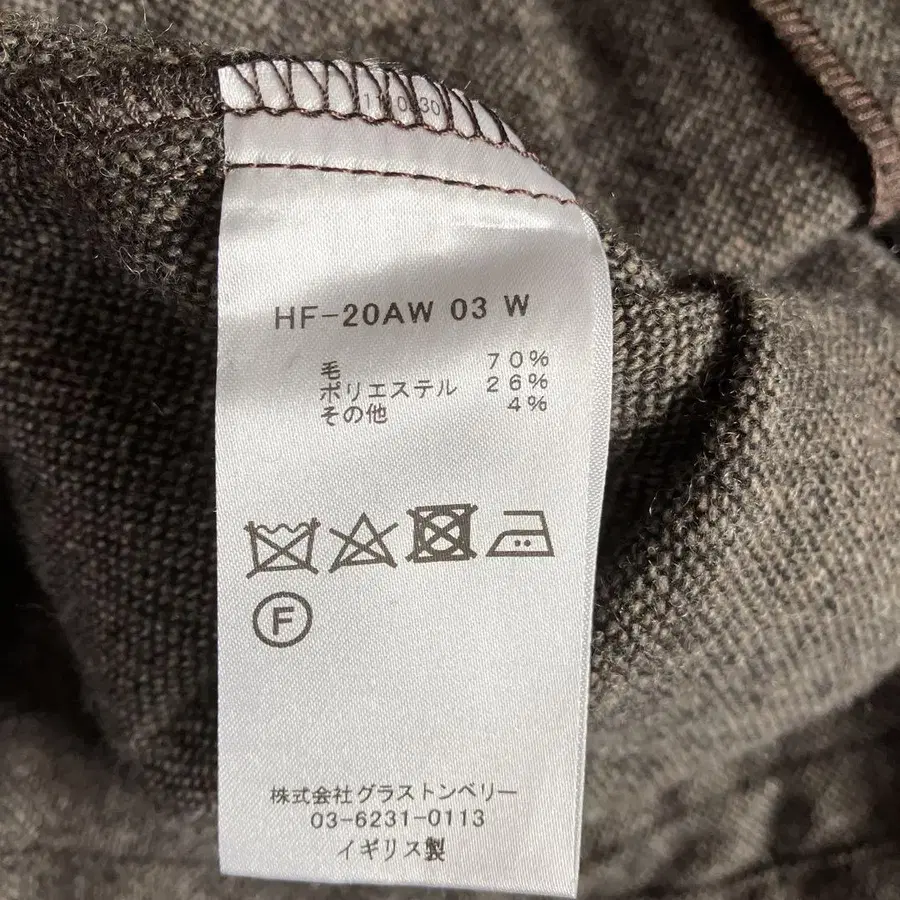 HF-20AW 03 W
毛 70%
ポリエステル 26%
その他 4%
F
株式会社グラストンベリー
03-6231-0113
イギリス製